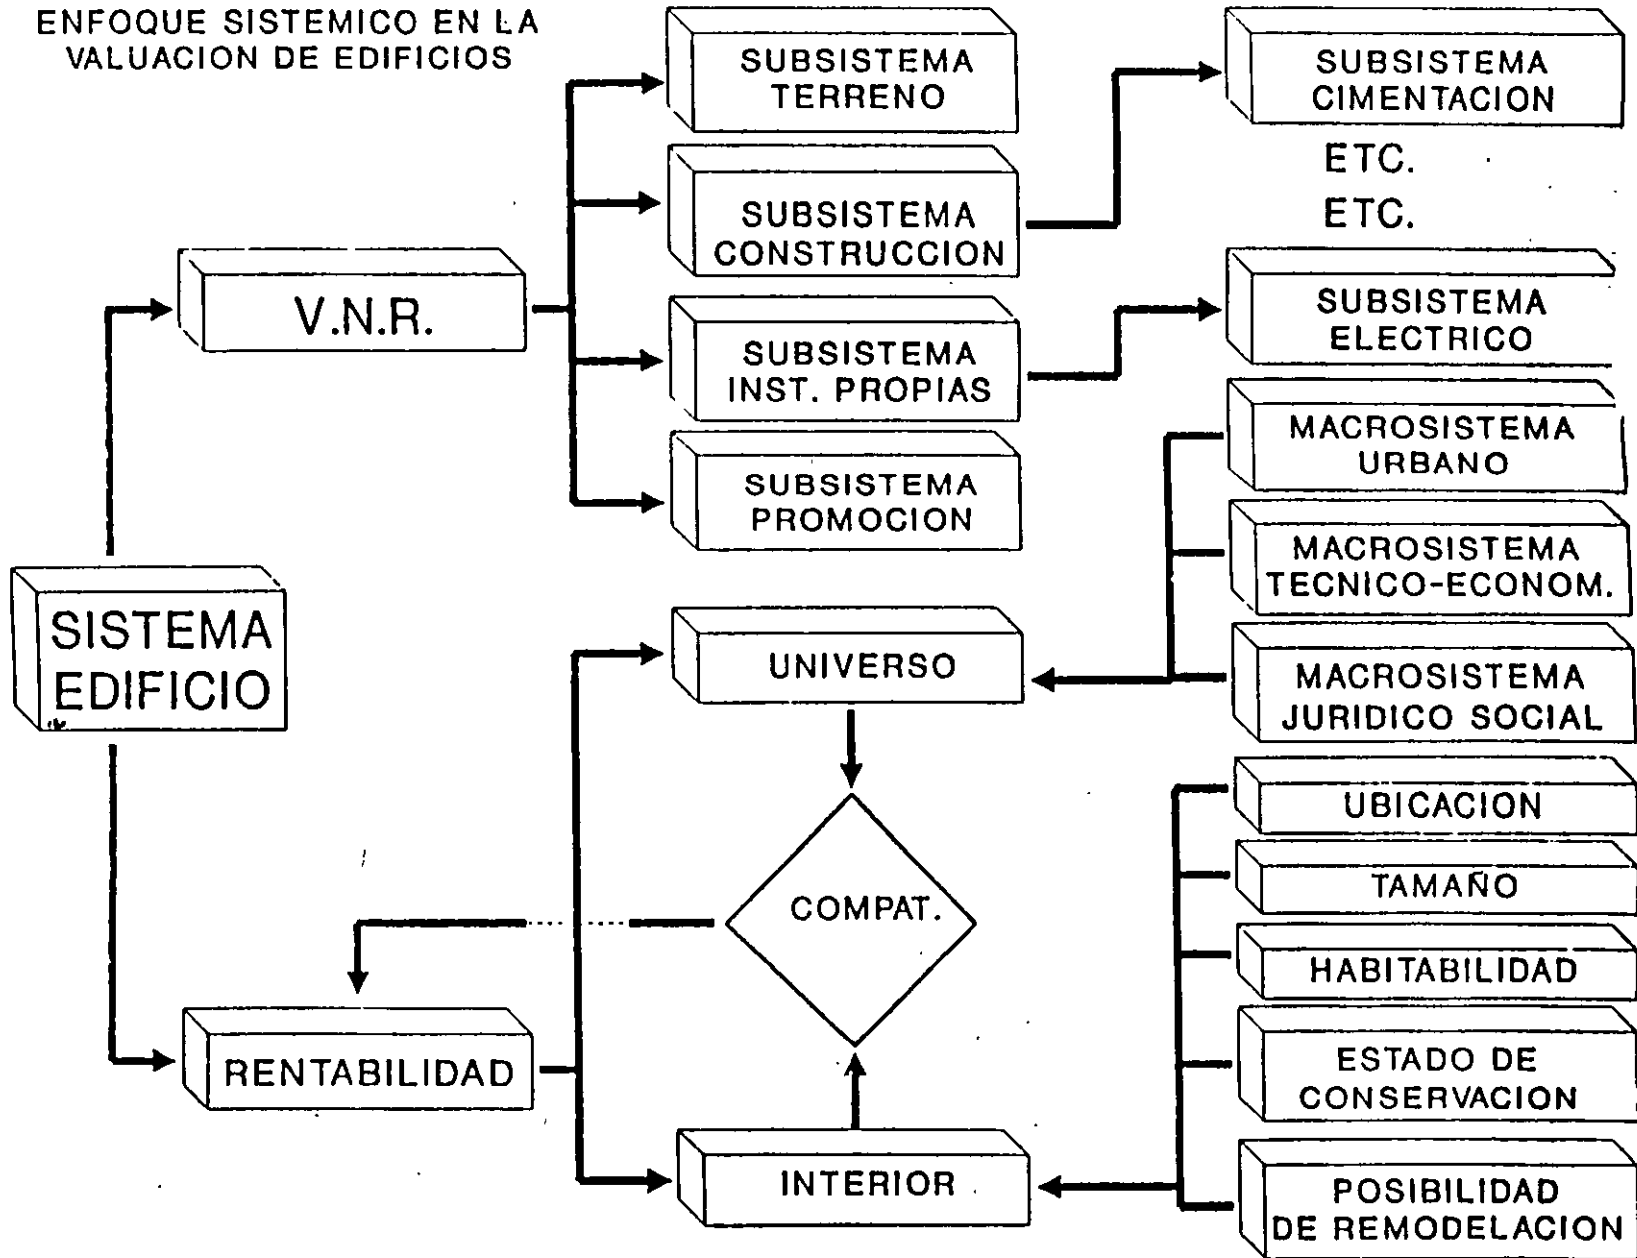 ENFOQUE SISTEMICO EN LA
VALUACION DE EDIFICIOS
SUBSISTEMA
TERRENO
SUBSISTEMA
CIMENTACION
ETC.
ETC.
SUBSISTEMA
CONSTRUCCION
V.N.R.
SUBSISTEMA
INST. PROPIAS
SUBSISTEMA
ELECTRICO
SUBSISTEMA
PROMOCION
MACROSISTEMA
URBANO
MACROSISTEMA
TECNICO-ECONOM.
SISTEMA
EDIFICIO
UNIVERSO
MACROSISTEMA
JURIDICO SOCIAL
UBICACION
TAMAÑO
COMPAT.
HABITABILIDAD
RENTABILIDAD
ESTADO DE
CONSERVACION
INTERIOR
POSIBILIDAD
DE REMODELACION